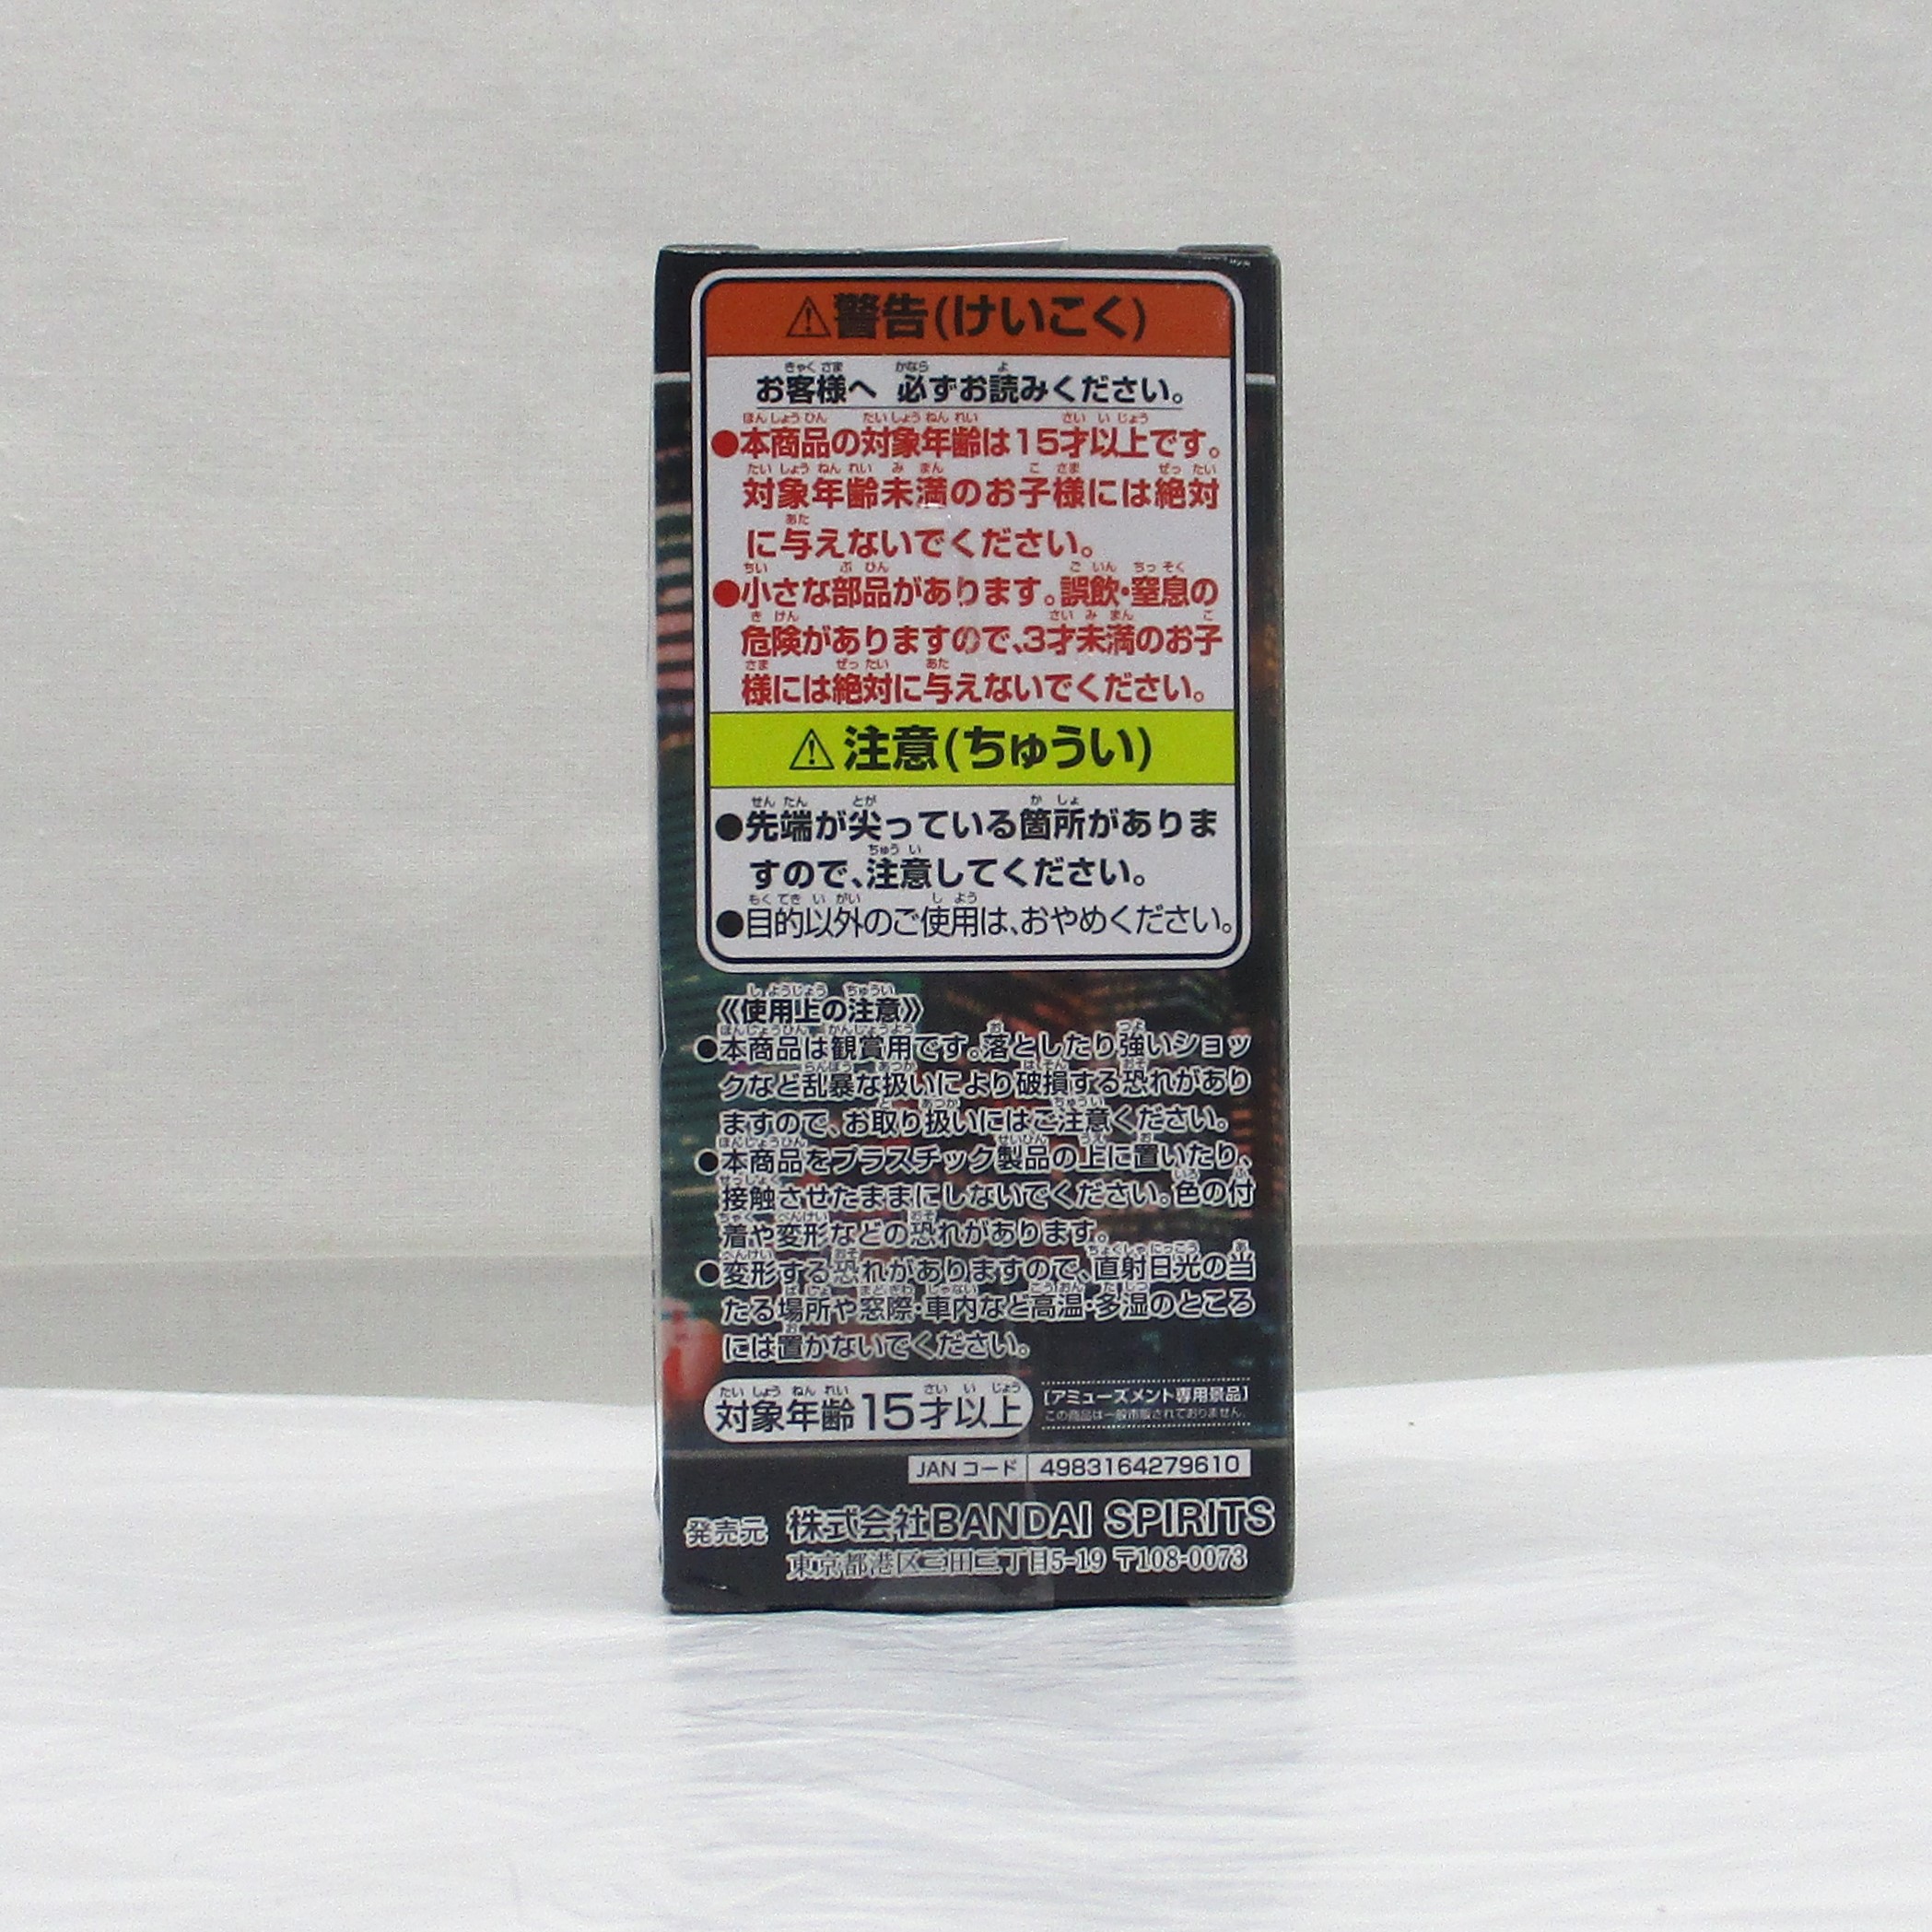 ⚠警告(けいこく)
お客様へ 必ずお読みください。
●本商品の対象年齢は15才以上です。
対象年齢未満のお子様には絶対
に与えないでください。
●小さな部品があります。誤飲・窒息の
危険がありますので、3才未満のお子
様には絶対に与えないでください。
⚠注意(ちゅうい)
●先端が尖っている箇所がありま
すので、注意してください。
●目的以外のご使用は、おやめください。
《使用上の注意》
●本商品は観賞用です。落としたり強いショッ
クなど乱暴な扱いにより破損する恐れがあり
ますので、お取り扱いにはご注意ください。
●本商品をプラスチック製品の上に置いたり、
接触させたままにしないでください。色の付
着や変形などの恐れがあります。
●変形する恐れがありますので、直射日光の当
たる場所や窓際・車内など高温・多湿のところ
には置かないでください。
対象年齢15才以上
[アミューズメント専用景品]
この商品は一般市販されておりません。
JANコード 4983164279610
発売元 株式会社BANDAI SPIRITS
東京都港区三田三丁目5-19 〒108-0073